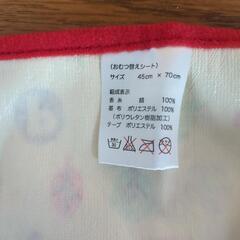 (おむつ替えシート)
サイズ 45cm × 70cm
組成表示
表糸 綿 100%
基布 ポリエステル 100%
(ポリウレタン樹脂加工)
テープ ポリエステル 100%